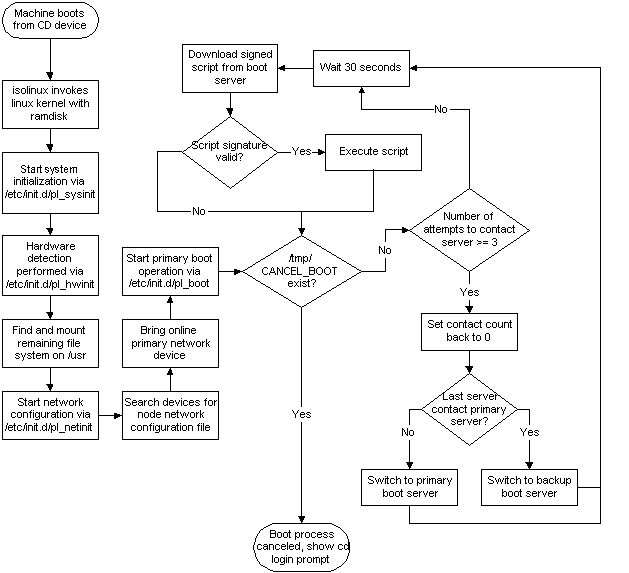 Machine boots
from CD device
isolinux invokes
linux kernel with
ramdisk
Start system
initialization via
/etc/init.d/pl_sysinit
Hardware
detection
performed via
/etc/init.d/pl_hwinit
Find and mount
remaining file
system on /usr
Start network
configuration via
/etc/init.d/pl_netinit
Search devices for
node network
configuration file
Bring online
primary network
device
Start primary boot
operation via
/etc/init.d/pl_boot
/tmp/
CANCEL_BOOT
exist?
Yes
Boot process
canceled, show cd
login prompt
No
Number of
attempts to contact
server >= 3
No
Wait 30 seconds
Download signed
script from boot
server
Script signature
valid?
Yes
Execute script
No
Yes
Set contact count
back to 0
Last server
contact primary
server?
No
Switch to primary
boot server
Yes
Switch to backup
boot server